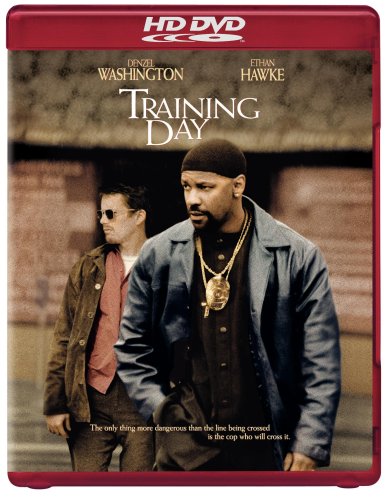 HD DVD
DENZEL ETHAN
WASHINGTON HAWKE
TRAINING
DAY
The only thing more dangerous than the line being crossed
is the cop who will cross it.